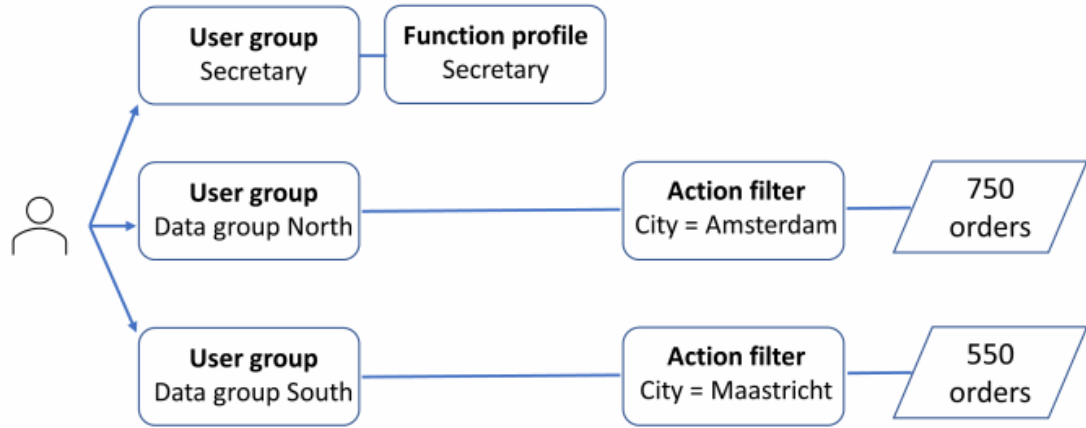 User group
Secretary
Function profile
Secretary
User group
Data group North
Action filter
City = Amsterdam
750
orders
User group
Data group South
Action filter
City = Maastricht
550
orders